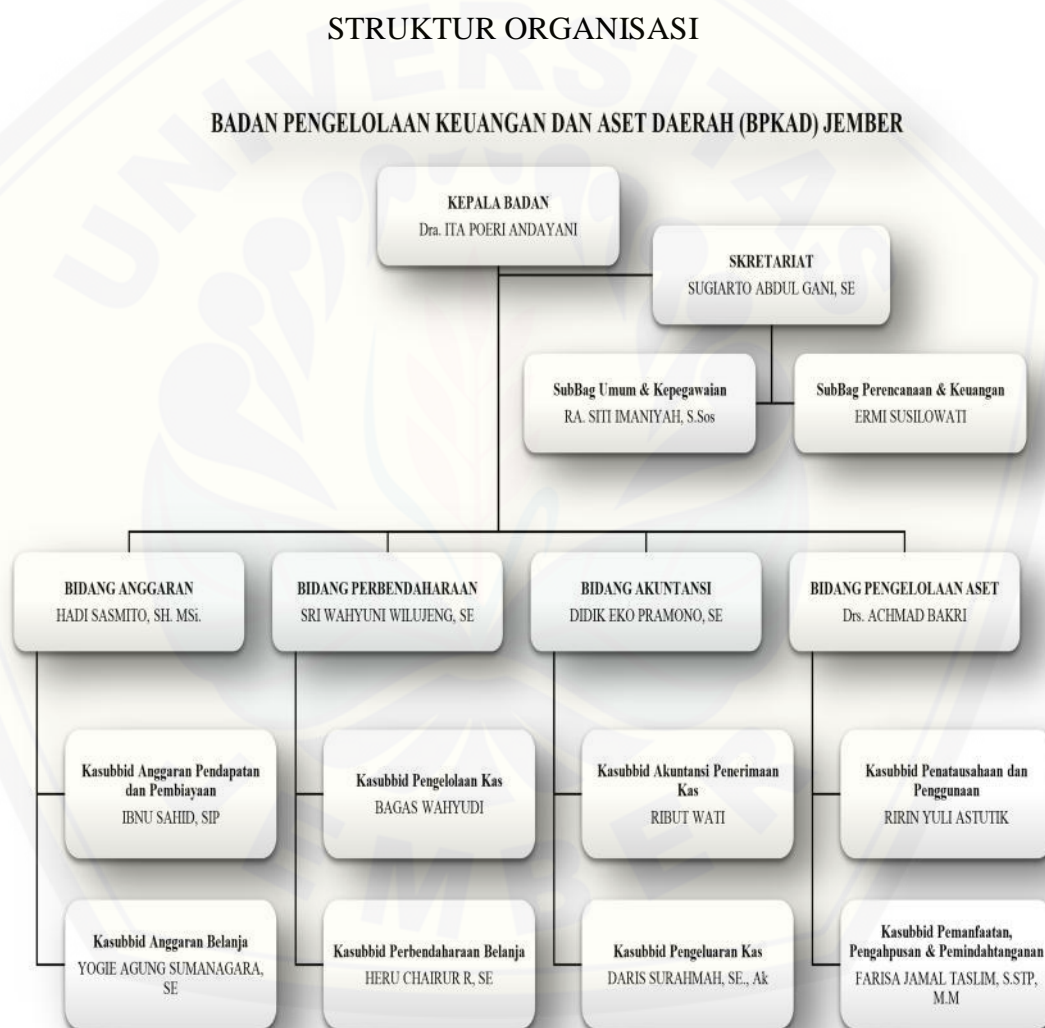 STRUKTUR ORGANISASI
BADAN PENGELOLAAN KEUANGAN DAN ASET DAERAH (BPKAD) JEMBER
KEPALA BADAN
Dra. ITA POERI ANDAYANI
SKRETARIAT
SUGIARTO ABDUL GANI, SE
SubBag Umum & Kepegawaian
RA. SITI IMANIYAH, S.Sos
SubBag Perencanaan & Keuangan
ERMI SUSILOWATI
BIDANG ANGGARAN
HADI SASMITO, SH. MSi.
BIDANG PERBENDAHARAAN
SRI WAHYUNI WILUJENG, SE
BIDANG AKUNTANSI
DIDIK EKO PRAMONO, SE
BIDANG PENGELOLAAN ASET
Drs. ACHMAD BAKRI
Kasubbid Anggaran Pendapatan
dan Pembiayaan
IBNU SAHID, SIP
Kasubbid Pengelolaan Kas
BAGAS WAHYUDI
Kasubbid Akuntansi Penerimaan
Kas
RIBUT WATI
Kasubbid Penatausahaan dan
Penggunaan
RIRIN YULI ASTUTIK
Kasubbid Anggaran Belanja
YOGIE AGUNG SUMANAGARA,
SE
Kasubbid Perbendaharaan Belanja
HERU CHAIRUR R, SE
Kasubbid Pengeluaran Kas
DARIS SURAHMAH, SE., Ak
Kasubbid Pemanfaatan,
Pengahpusan & Pemindahtanganan
FARISA JAMAL TASLIM, S.STP,
M.M
UNIVERSITAS
JEMBER